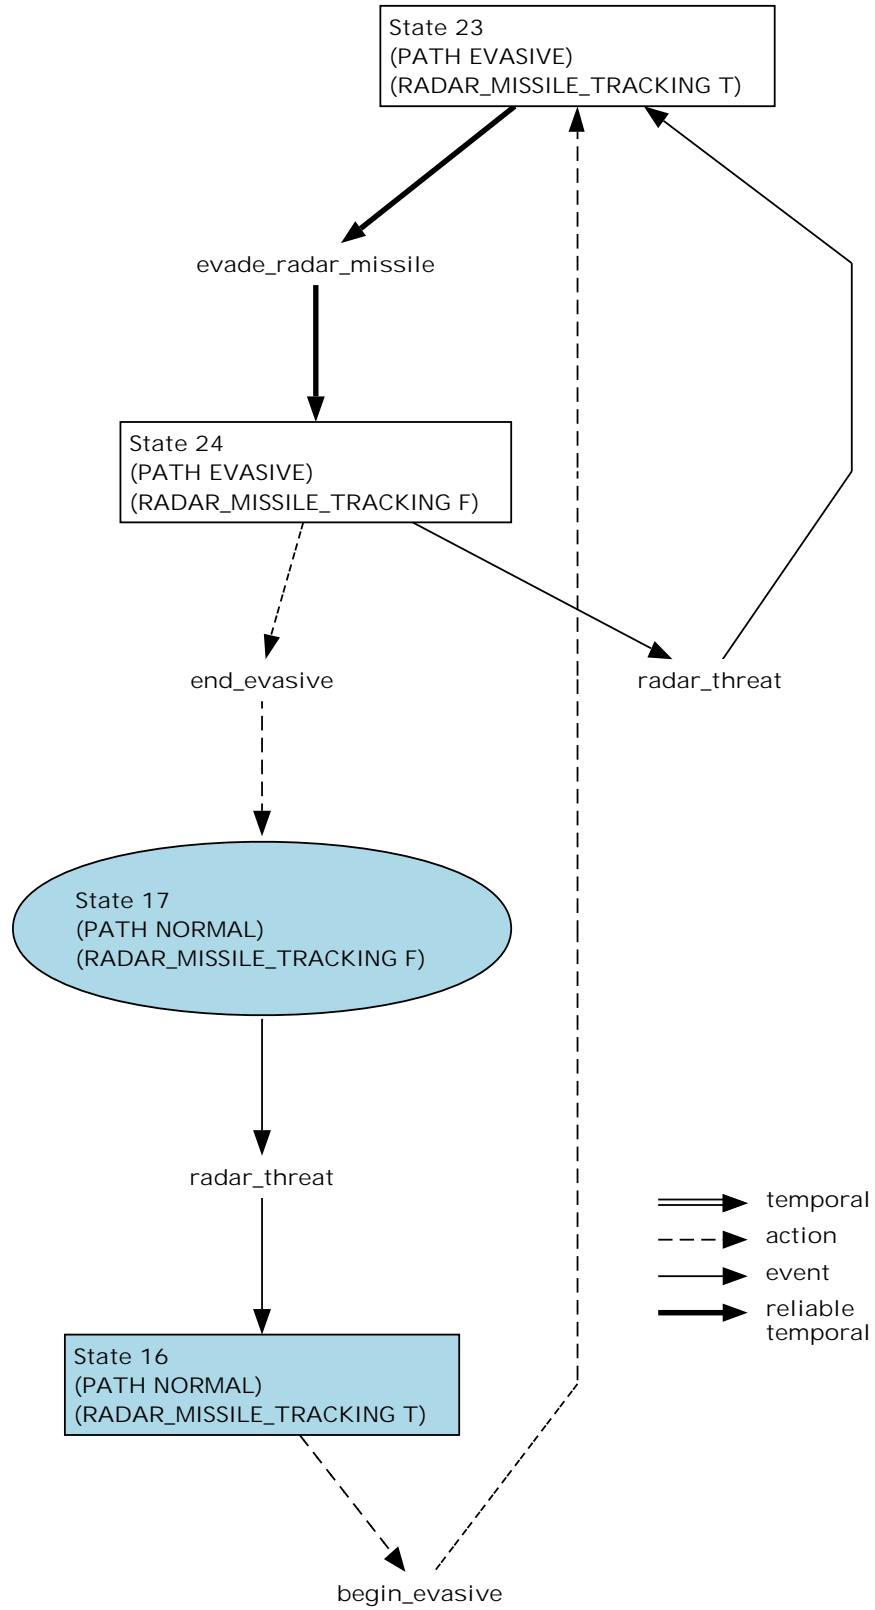 State 23
(PATH EVASIVE)
(RADAR_MISSILE_TRACKING T)
evade_radar_missile
State 24
(PATH EVASIVE)
(RADAR_MISSILE_TRACKING F)
end_evasive
radar_threat
State 17
(PATH NORMAL)
(RADAR_MISSILE_TRACKING F)
radar_threat
temporal
action
event
reliable
temporal
State 16
(PATH NORMAL)
(RADAR_MISSILE_TRACKING T)
begin_evasive